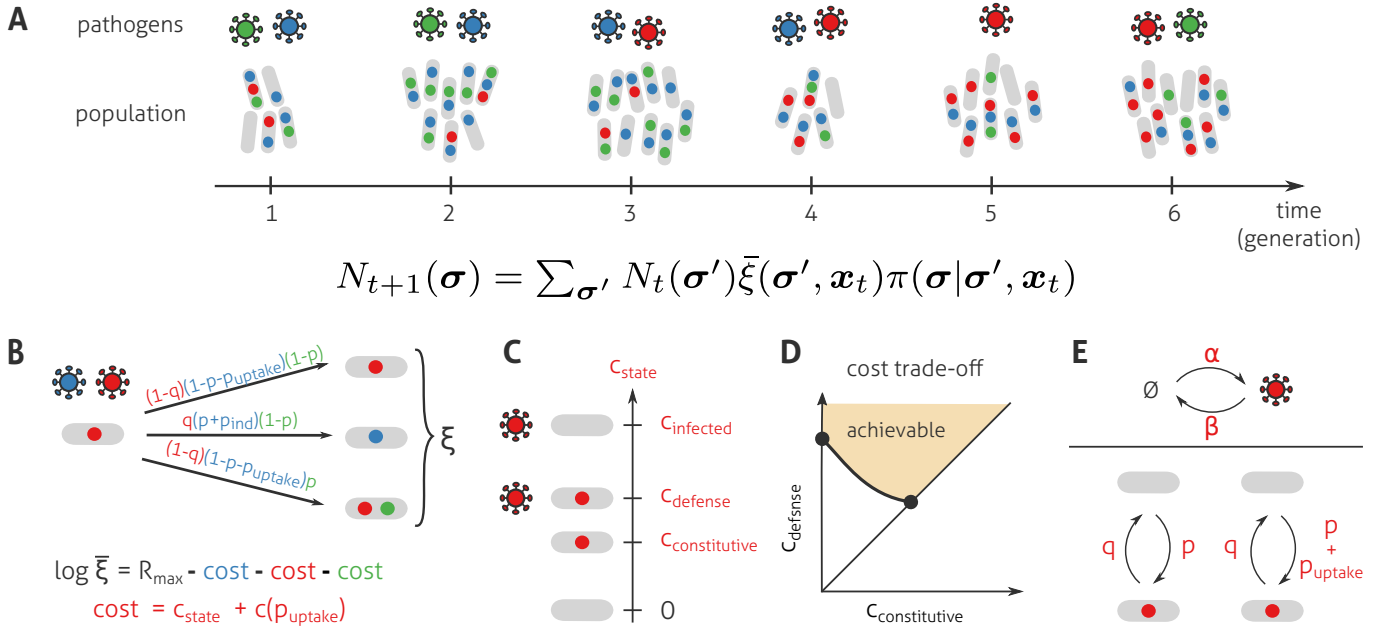 A
pathogens
population
1 2 3 4 5 6
time
(generation)
N_{t+1}(σ) = ∑_{σ′} N_t(σ′)ξ̄(σ′, x_t)π(σ|σ′, x_t)
B
(1-q)(1-p-p_uptake)(1-p)
q(p+p_ind)(1-p)
(1-q)(1-p-p_uptake)p
ξ
log ξ̄ = R_max - cost - cost - cost
cost = c_state + c(p_uptake)
C
c_state
c_infected
c_defense
c_constitutive
0
D
cost trade-off
achievable
c_defsnse
c_constitutive
E
α
Ø
β
q p q p
+
p_uptake